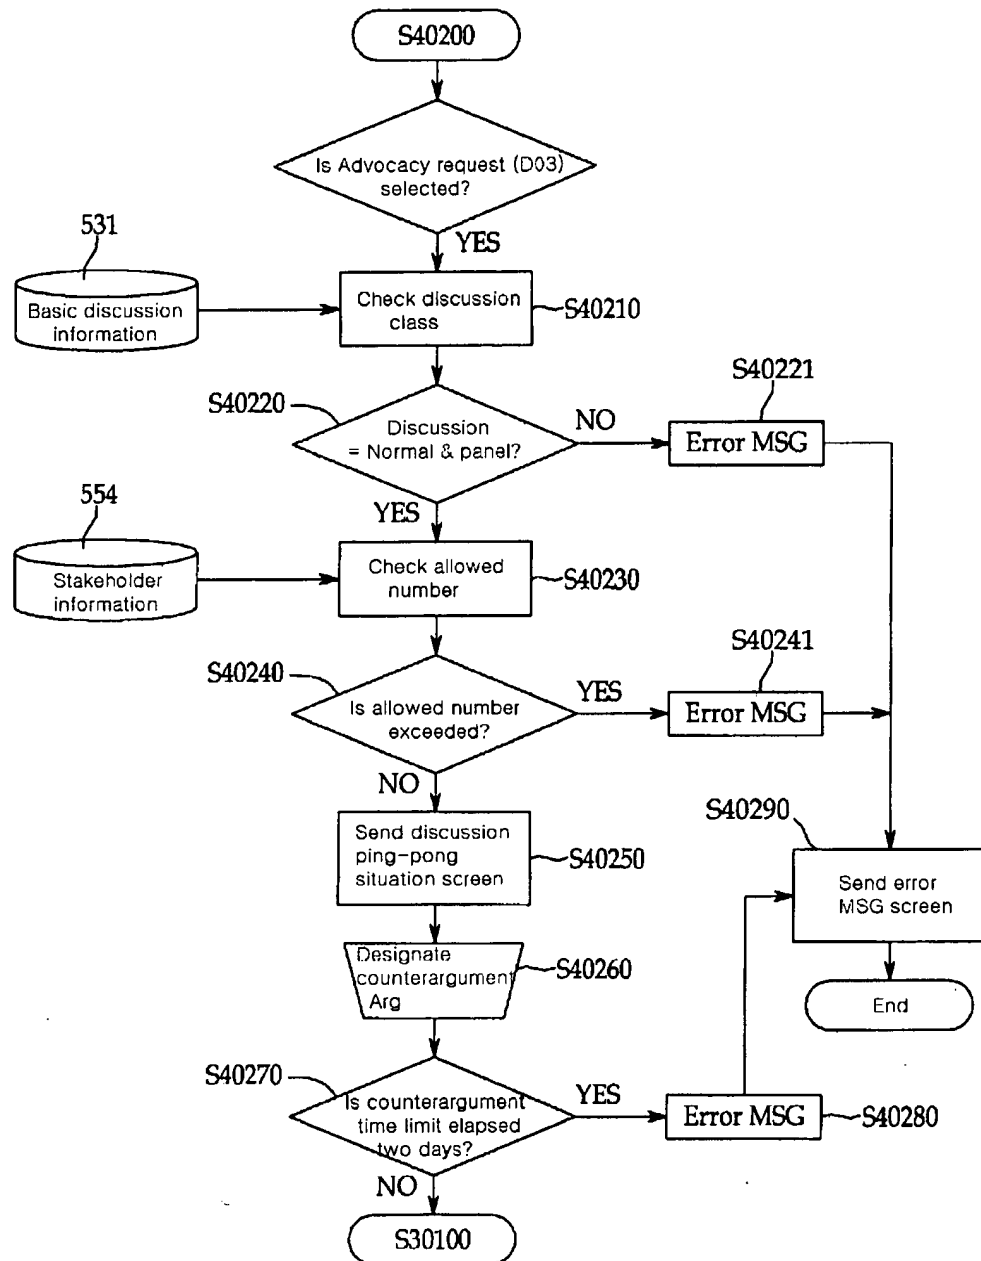 S40200
Is Advocacy request (D03)
selected?
YES
531
Basic discussion
information
Check discussion
class
S40210
S40220
Discussion
= Normal & panel?
NO
S40221
Error MSG
YES
554
Stakeholder
information
Check allowed
number
S40230
S40240
Is allowed number
exceeded?
YES
S40241
Error MSG
NO
Send discussion
ping-pong
situation screen
S40250
S40290
Send error
MSG screen
End
Designate
counterargument
Arg
S40260
S40270
Is counterargument
time limit elapsed
two days?
YES
Error MSG
S40280
NO
S30100